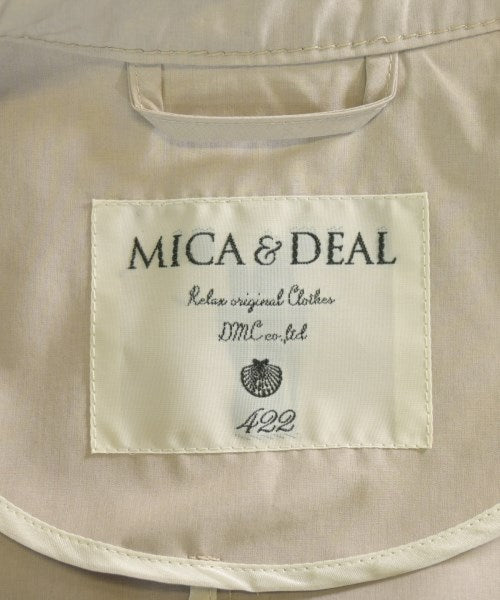 MICA & DEAL
Relax original Clothes
DMC co.,ltd
422